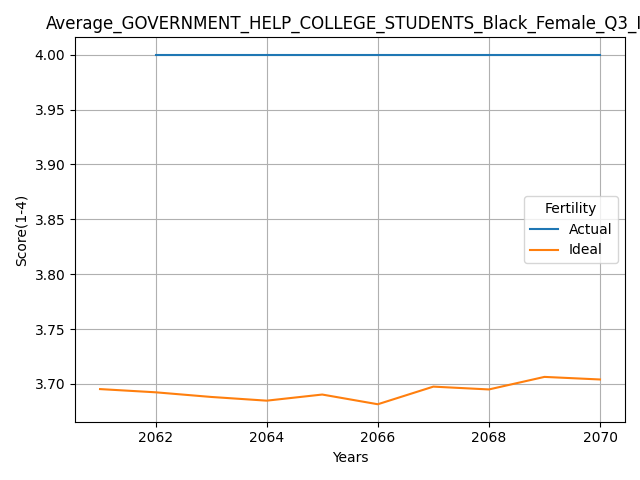 Average_GOVERNMENT_HELP_COLLEGE_STUDENTS_Black_Female_Q3_I
4.00
3.95
3.90
3.85
3.80
3.75
3.70
Score(1-4)
Fertility
Actual
Ideal
2062 2064 2066 2068 2070
Years